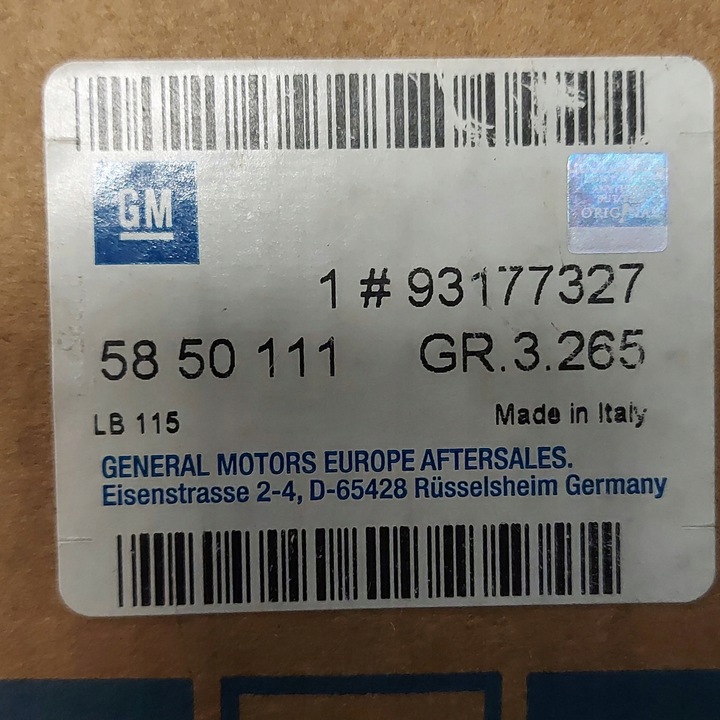 GM
ORIGINAL
1 # 93177327
58 50 111 GR.3.265
LB 115 Made in Italy
GENERAL MOTORS EUROPE AFTERSALES.
Eisenstrasse 2-4, D-65428 Rüsselsheim Germany